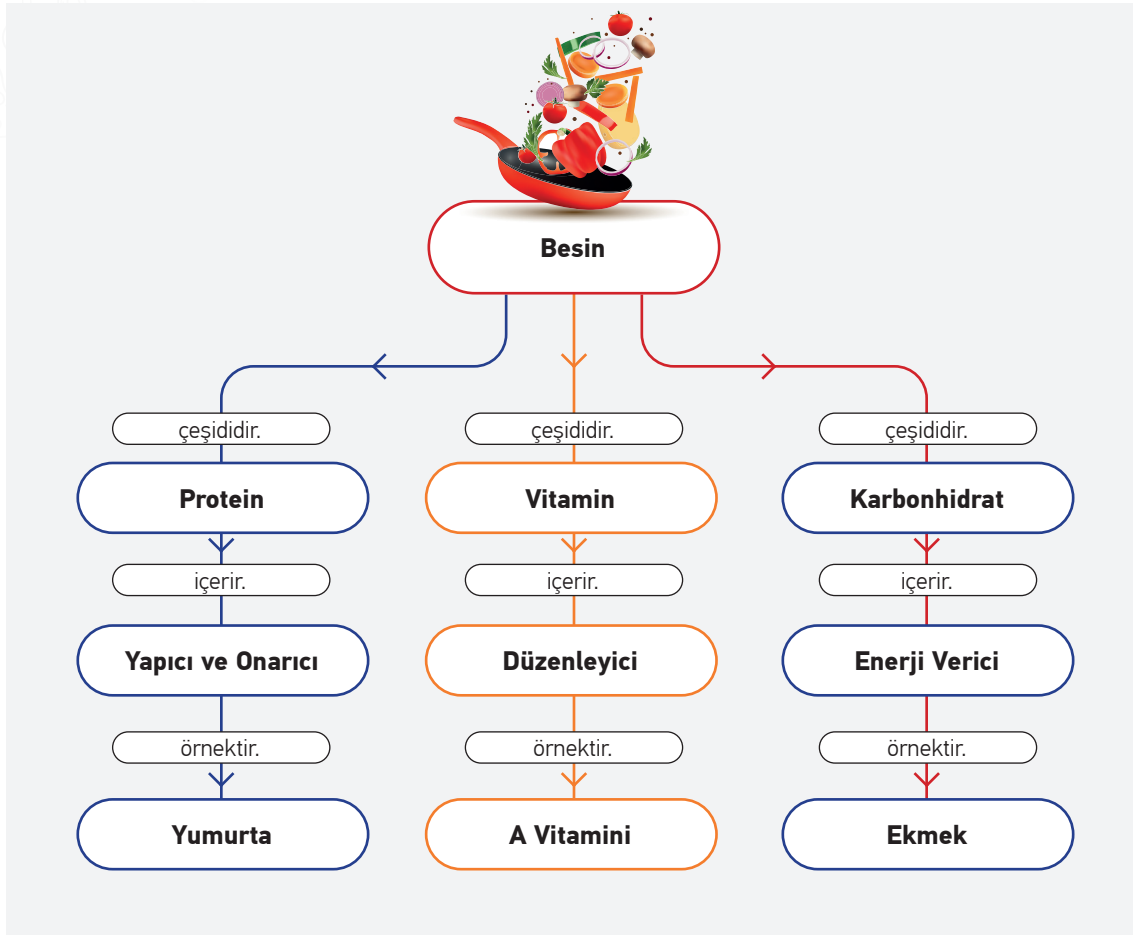 Besin
çeşididir.
çeşididir.
çeşididir.
Protein
Vitamin
Karbonhidrat
içerir.
içerir.
içerir.
Yapıcı ve Onarıcı
Düzenleyici
Enerji Verici
örnektir.
örnektir.
örnektir.
Yumurta
A Vitamini
Ekmek